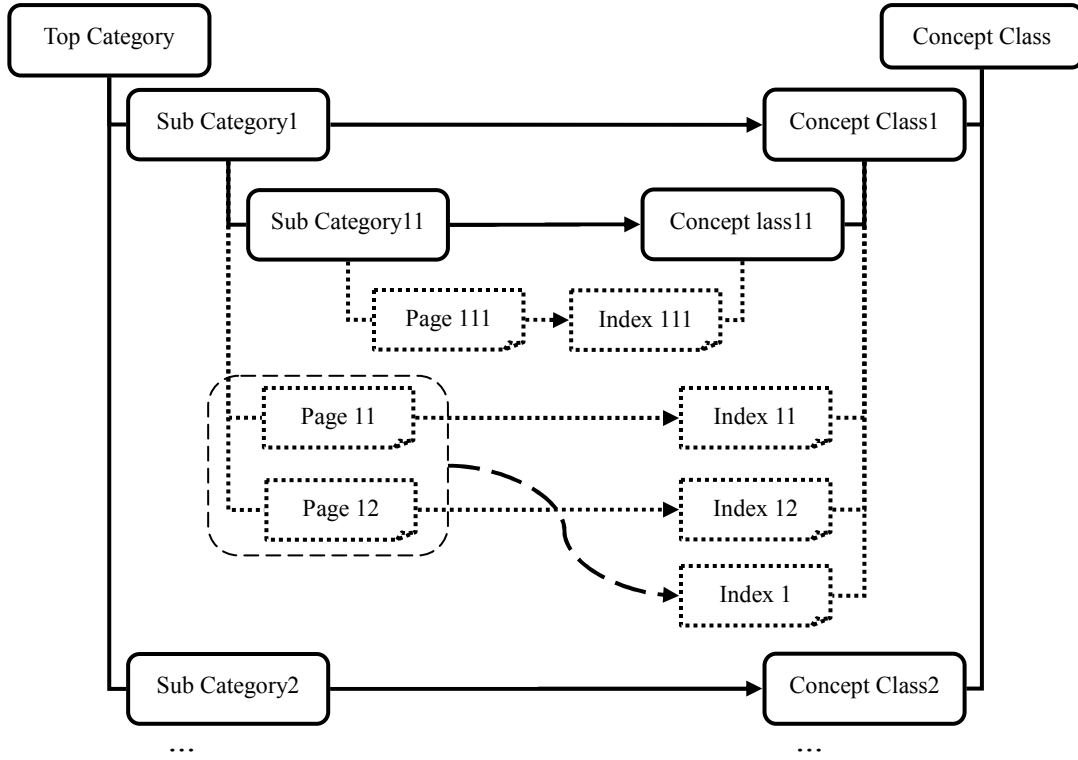 Top Category
Concept Class
Sub Category1
Concept Class1
Sub Category11
Concept lass11
Page 111
Index 111
Page 11
Index 11
Page 12
Index 12
Index 1
Sub Category2
Concept Class2
...
...